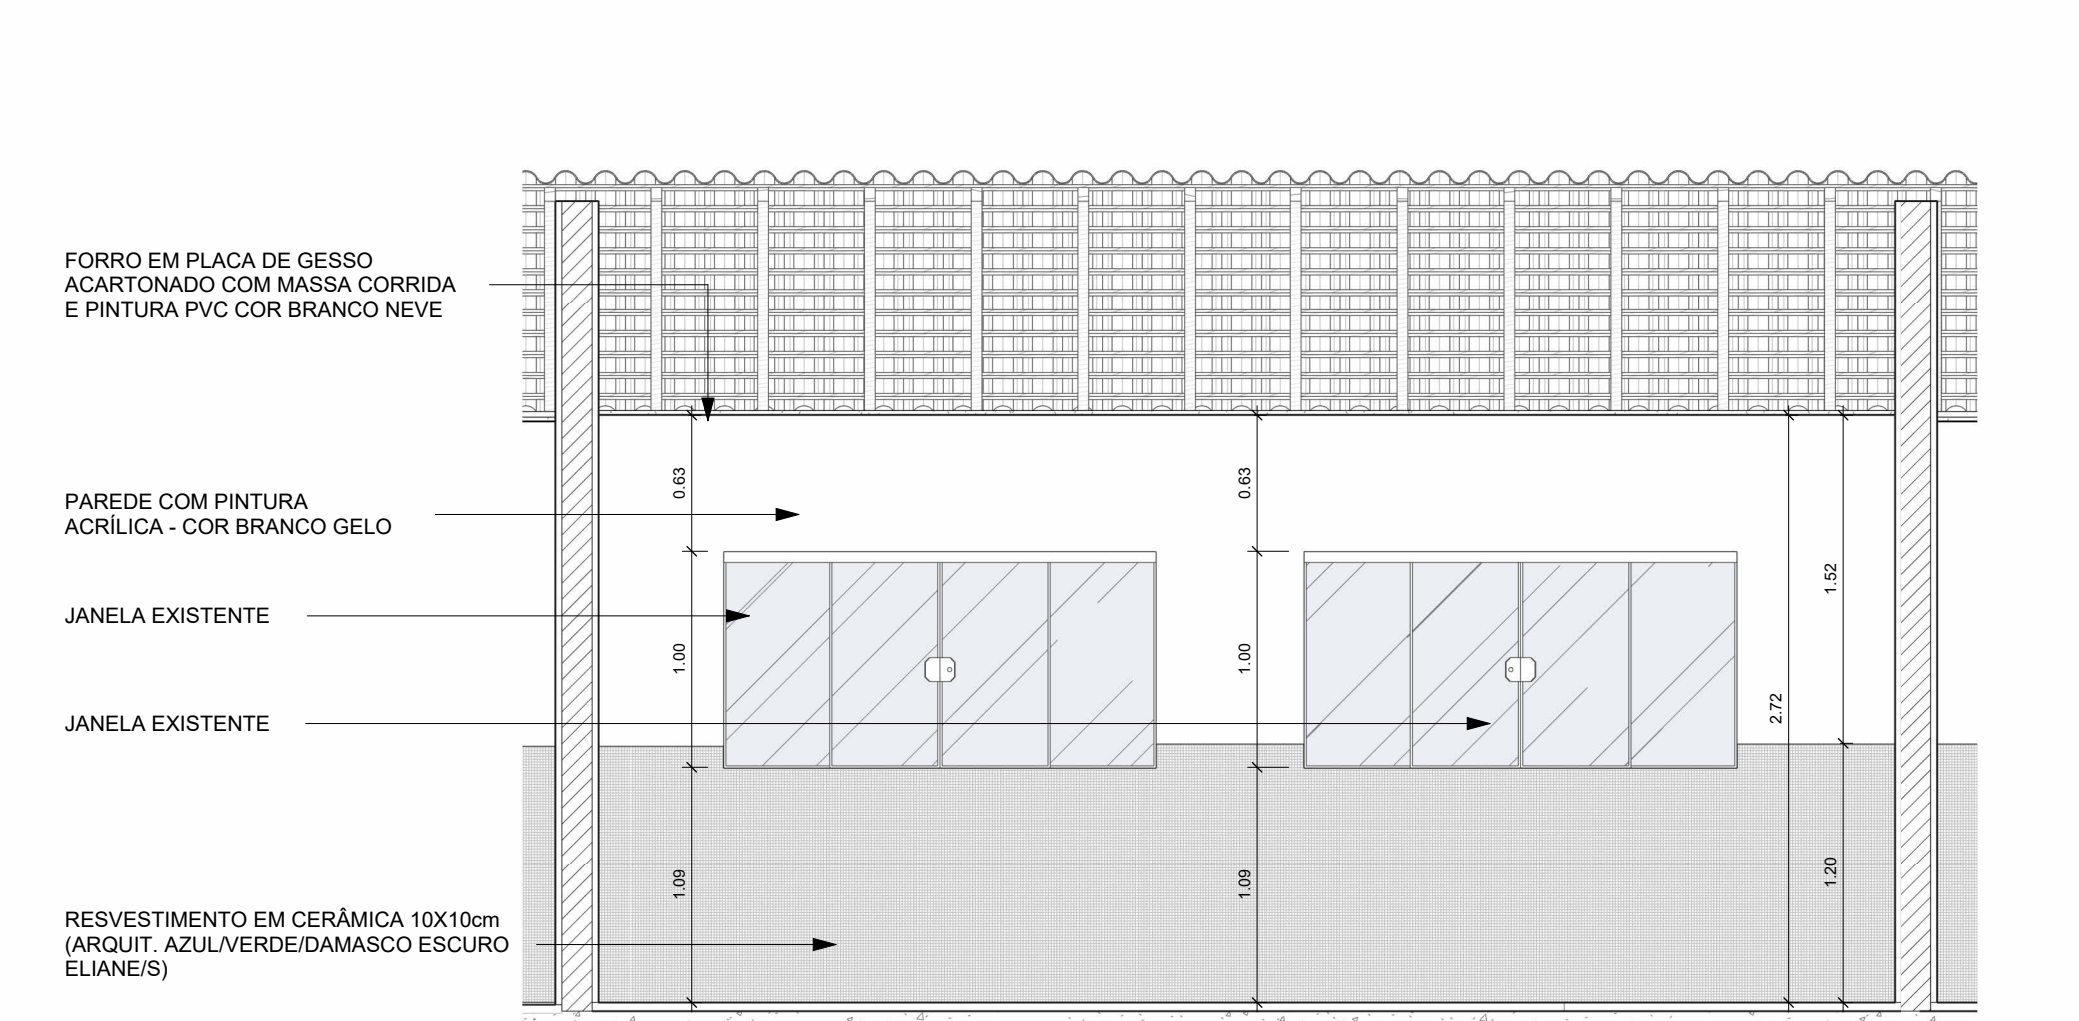 FORRO EM PLACA DE GESSO
ACARTONADO COM MASSA CORRIDA
E PINTURA PVC COR BRANCO NEVE
PAREDE COM PINTURA
ACRÍLICA - COR BRANCO GELO
JANELA EXISTENTE
JANELA EXISTENTE
RESVESTIMENTO EM CERÂMICA 10X10cm
(ARQUIT. AZUL/VERDE/DAMASCO ESCURO
ELIANE/S)
0.63
1.00
1.09
0.63
1.00
1.09
2.72
1.52
1.20